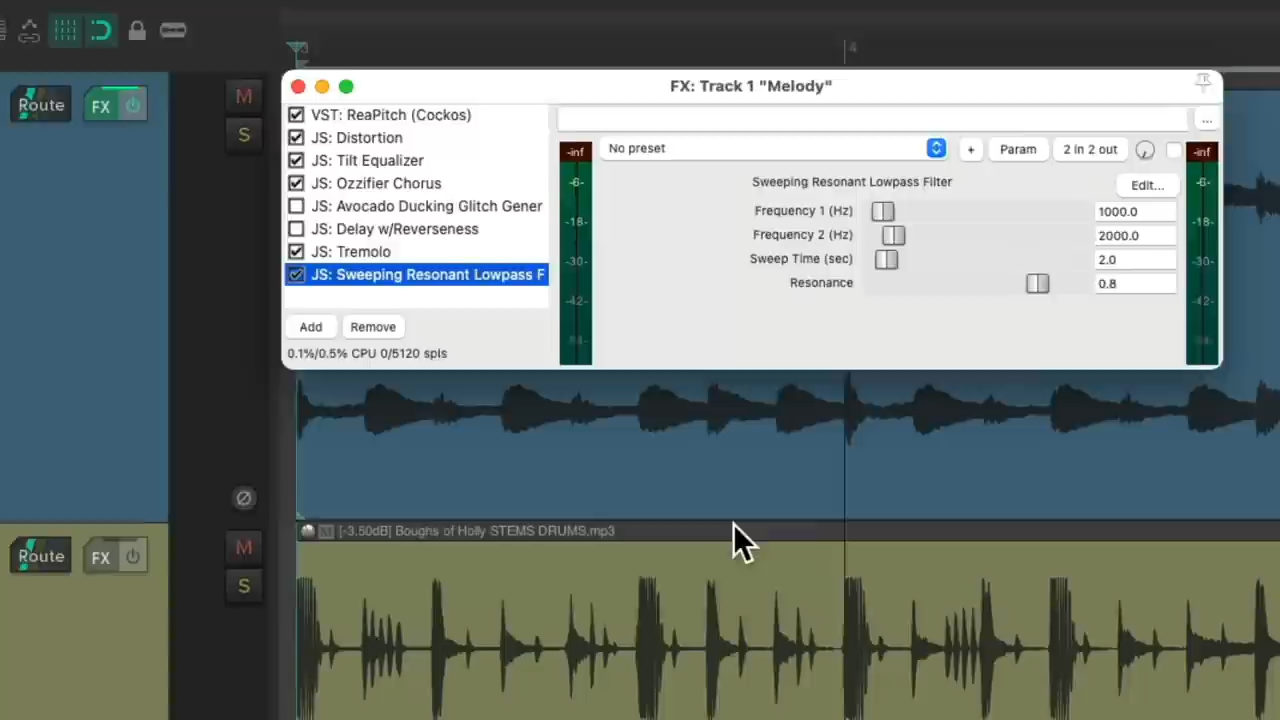 4
Route
FX
M
S
FX: Track 1 "Melody"
VST: ReaPitch (Cockos)
JS: Distortion
JS: Tilt Equalizer
JS: Ozzifier Chorus
JS: Avocado Ducking Glitch Gener
JS: Delay w/Reverseness
JS: Tremolo
JS: Sweeping Resonant Lowpass F
Add
Remove
0.1%/0.5% CPU 0/5120 spls
...
-inf
No preset
+
Param
2 in 2 out
-inf
Sweeping Resonant Lowpass Filter
Edit...
Frequency 1 (Hz)
1000.0
Frequency 2 (Hz)
2000.0
Sweep Time (sec)
2.0
Resonance
0.8
-6-
-18-
-30-
-42-
-6-
-18-
-30-
-42-
[-3.50dB] Boughs of Holly STEMS DRUMS.mp3
Route
FX
M
S